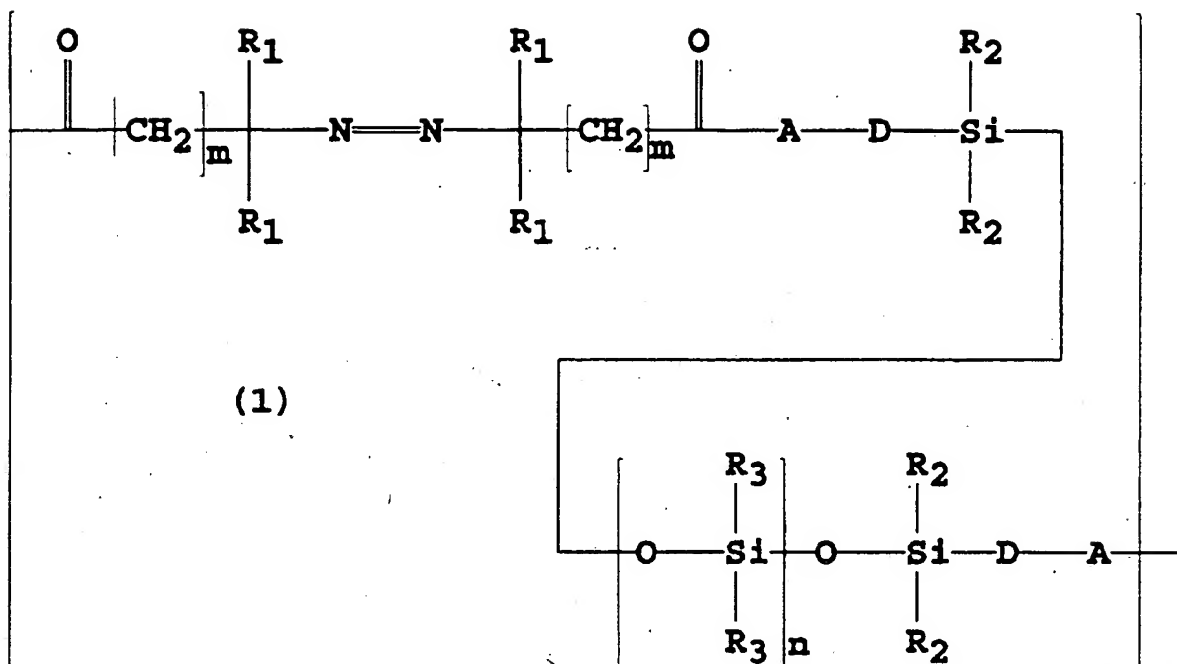 O R1 R1 O R2
CH2 m N N CH2 m A D Si
R1 R1 R2
(1)
R3 R2
O Si O Si D A
R3 n R2